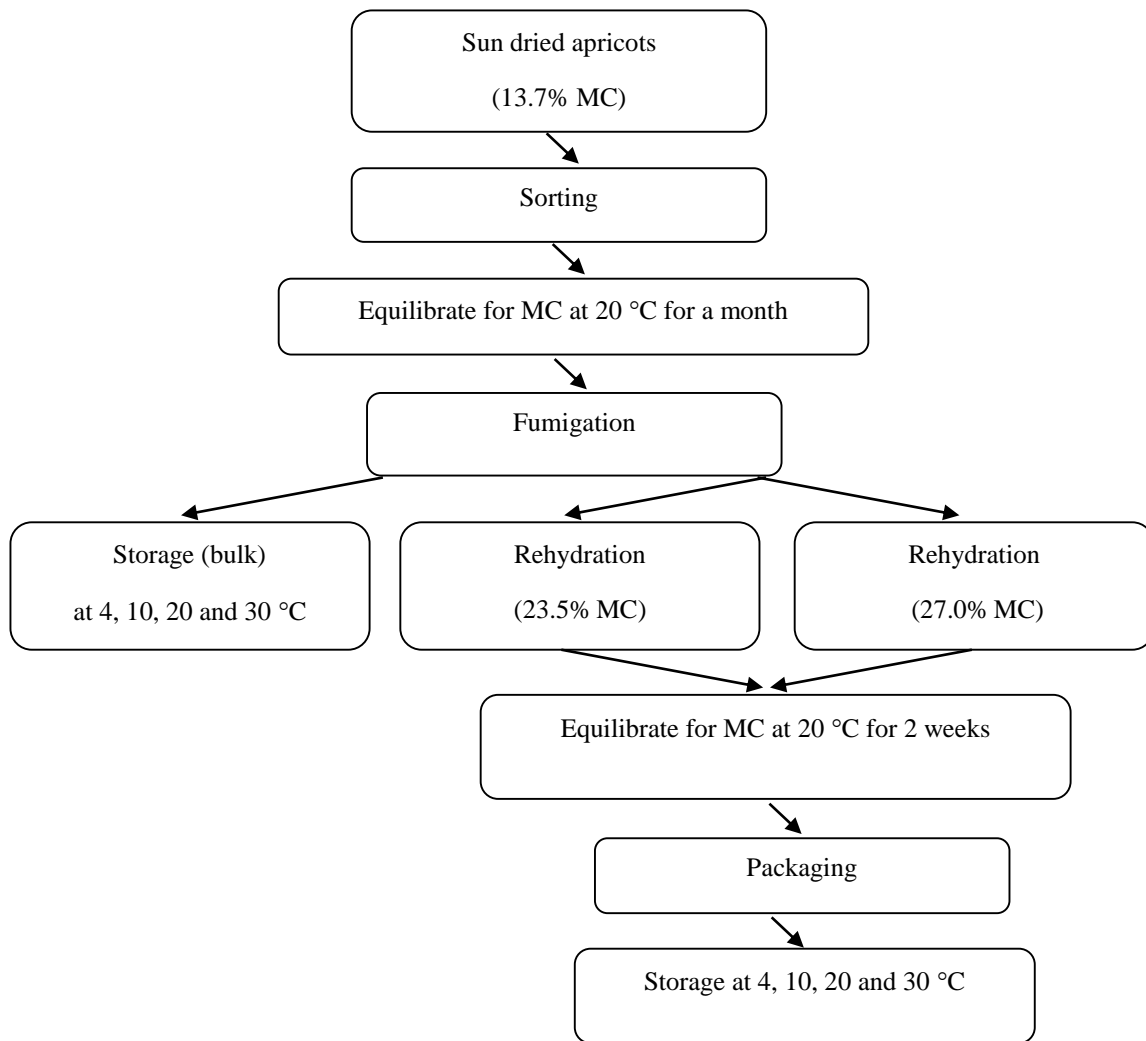 Sun dried apricots
(13.7% MC)
Sorting
Equilibrate for MC at 20 °C for a month
Fumigation
Storage (bulk)
at 4, 10, 20 and 30 °C
Rehydration
(23.5% MC)
Rehydration
(27.0% MC)
Equilibrate for MC at 20 °C for 2 weeks
Packaging
Storage at 4, 10, 20 and 30 °C